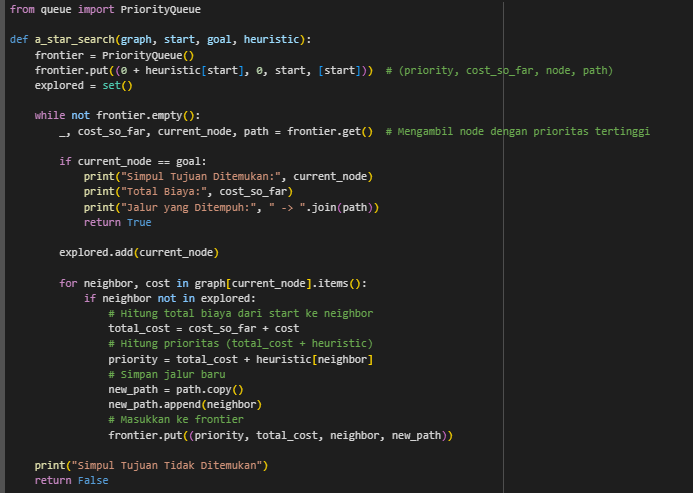 from queue import PriorityQueue

def a_star_search(graph, start, goal, heuristic):
    frontier = PriorityQueue()
    frontier.put((0 + heuristic[start], 0, start, [start]))  # (priority, cost_so_far, node, path)
    explored = set()

    while not frontier.empty():
        _, cost_so_far, current_node, path = frontier.get()  # Mengambil node dengan prioritas tertinggi

        if current_node == goal:
            print("Simpul Tujuan Ditemukan:", current_node)
            print("Total Biaya:", cost_so_far)
            print("Jalur yang Ditempuh:", " -> ".join(path))
            return True

        explored.add(current_node)

        for neighbor, cost in graph[current_node].items():
            if neighbor not in explored:
                # Hitung total biaya dari start ke neighbor
                total_cost = cost_so_far + cost
                # Hitung prioritas (total_cost + heuristic)
                priority = total_cost + heuristic[neighbor]
                # Simpan jalur baru
                new_path = path.copy()
                new_path.append(neighbor)
                # Masukkan ke frontier
                frontier.put((priority, total_cost, neighbor, new_path))

    print("Simpul Tujuan Tidak Ditemukan")
    return False